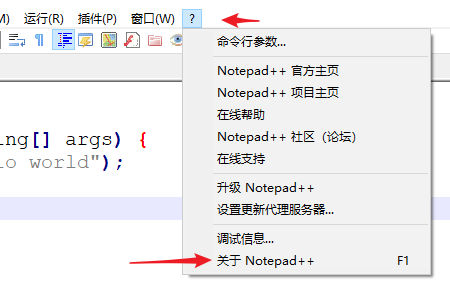 M) 运行(R) 插件(P) 窗口(W) ?
命令行参数...
Notepad++ 官方主页
Notepad++ 项目主页
在线帮助
Notepad++ 社区（论坛）
在线支持
升级 Notepad++
设置更新代理服务器...
调试信息...
关于 Notepad++ F1
ing[] args) {
lo world");